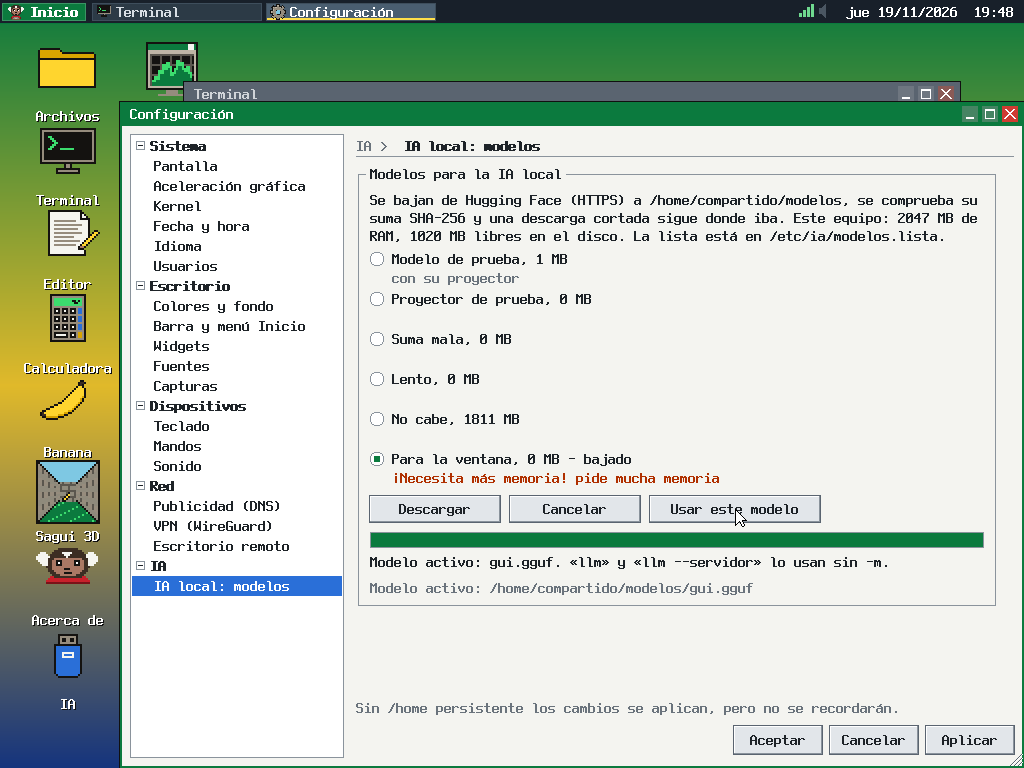 Inicio
Terminal
Configuración
jue 19/11/2026 19:48
Archivos
Terminal
Editor
Calculadora
Banana
Sagui 3D
Acerca de
IA
Terminal
Configuración
Sistema
Pantalla
Aceleración gráfica
Kernel
Fecha y hora
Idioma
Usuarios
Escritorio
Colores y fondo
Barra y menú Inicio
Widgets
Fuentes
Capturas
Dispositivos
Teclado
Mandos
Sonido
Red
Publicidad (DNS)
VPN (WireGuard)
Escritorio remoto
IA
IA local: modelos
IA > IA local: modelos
Modelos para la IA local
Se bajan de Hugging Face (HTTPS) a /home/compartido/modelos, se comprueba su
suma SHA-256 y una descarga cortada sigue donde iba. Este equipo: 2047 MB de
RAM, 1020 MB libres en el disco. La lista está en /etc/ia/modelos.lista.
Modelo de prueba, 1 MB
con su proyector
Proyector de prueba, 0 MB
Suma mala, 0 MB
Lento, 0 MB
No cabe, 1811 MB
Para la ventana, 0 MB - bajado
¡Necesita más memoria! pide mucha memoria
Descargar
Cancelar
Usar este modelo
Modelo activo: gui.gguf. «llm» y «llm --servidor» lo usan sin -m.
Modelo activo: /home/compartido/modelos/gui.gguf
Sin /home persistente los cambios se aplican, pero no se recordarán.
Aceptar
Cancelar
Aplicar